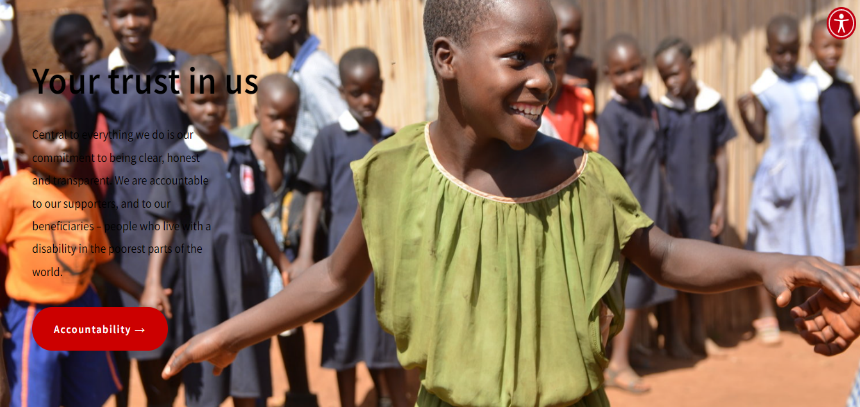 Your trust in us
Central to everything we do is our
commitment to being clear, honest
and transparent. We are accountable
to our supporters, and to our
beneficiaries – people who live with a
disability in the poorest parts of the
world.
Accountability →